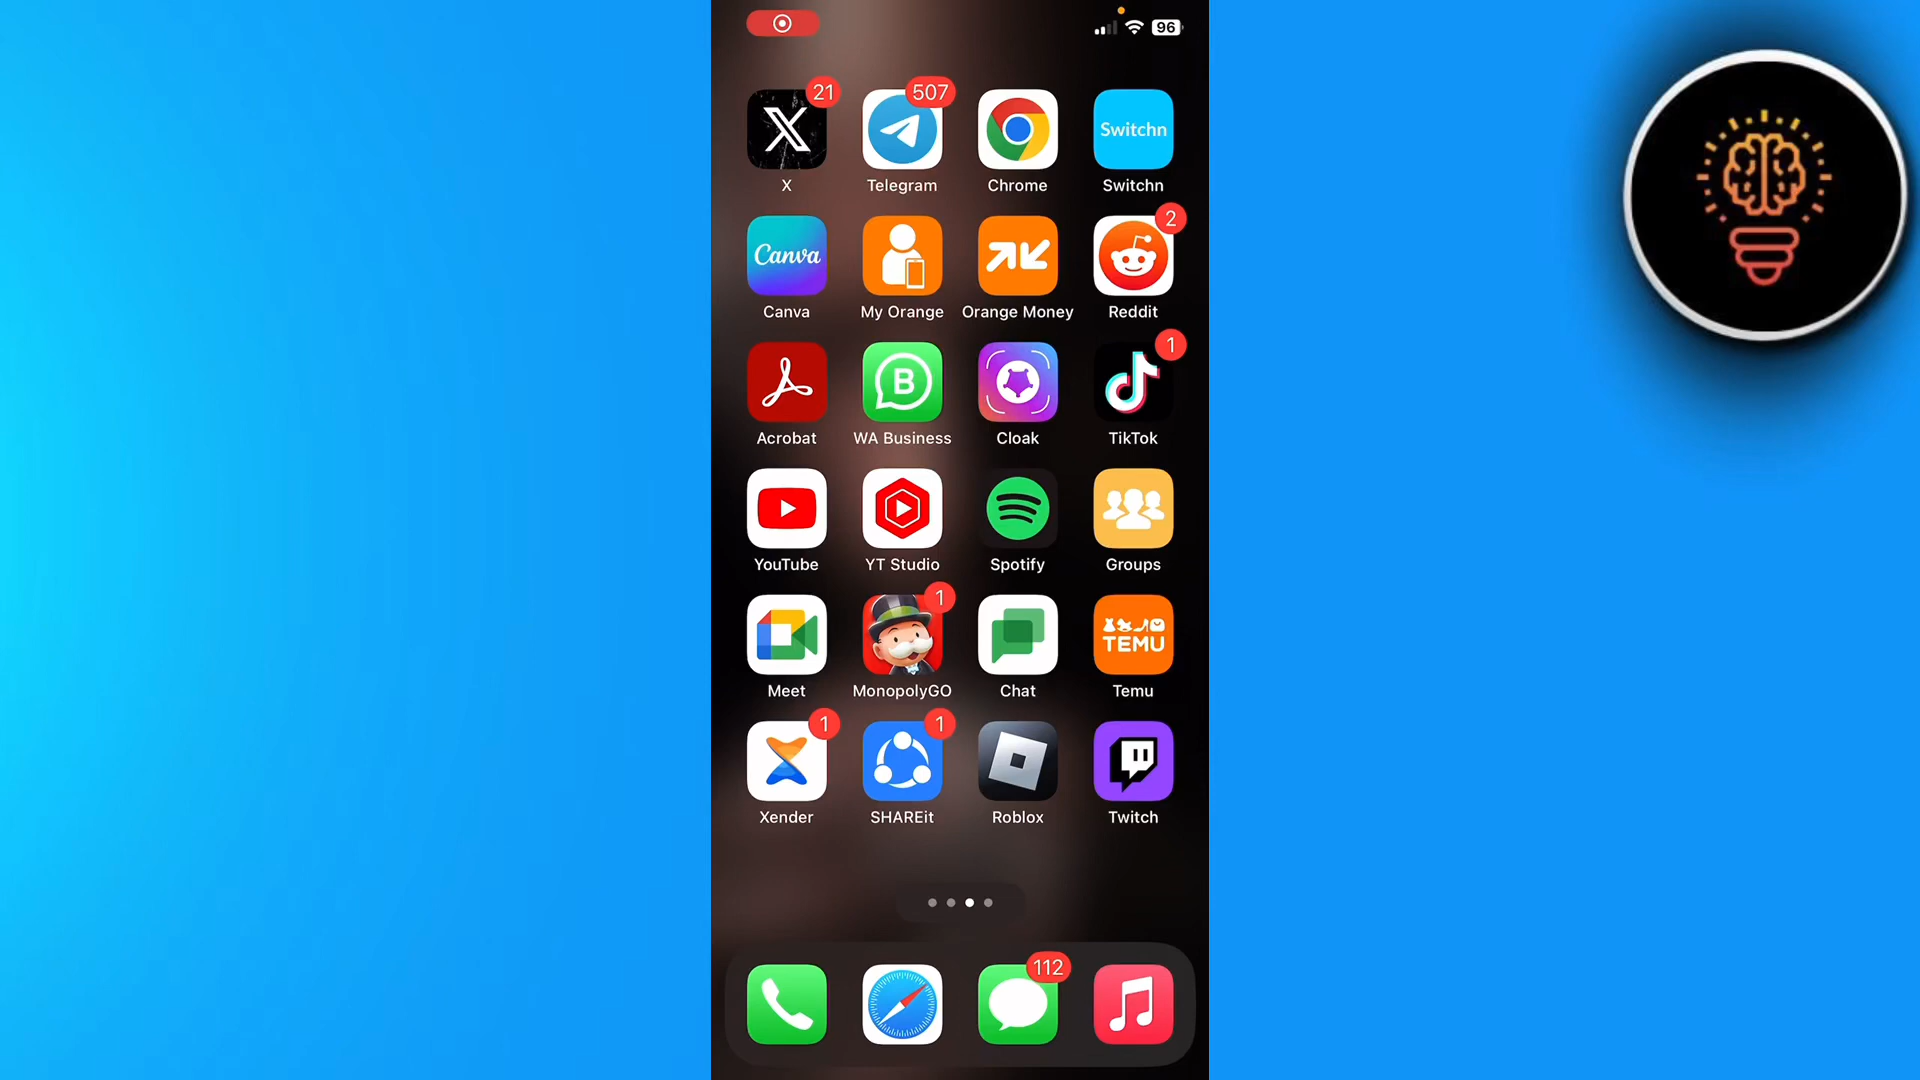 96
21
507
Switchn
X
Telegram
Chrome
Switchn
2
Canva
Canva
My Orange
Orange Money
Reddit
1
B
Acrobat
WA Business
Cloak
TikTok
YouTube
YT Studio
Spotify
Groups
1
TEMU
Meet
MonopolyGO
Chat
Temu
1
1
Xender
SHAREit
Roblox
Twitch
112